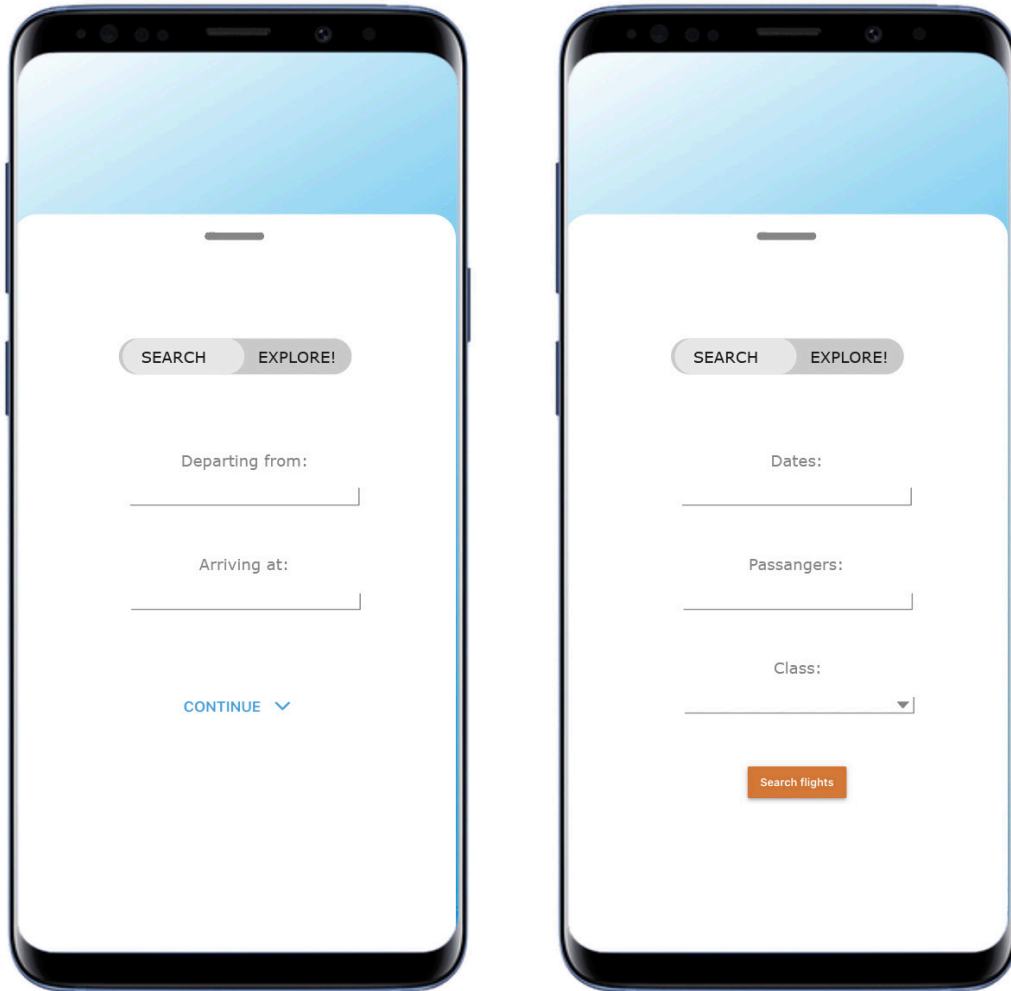 SEARCH EXPLORE!
Departing from:
Arriving at:
CONTINUE
SEARCH EXPLORE!
Dates:
Passangers:
Class:
Search flights